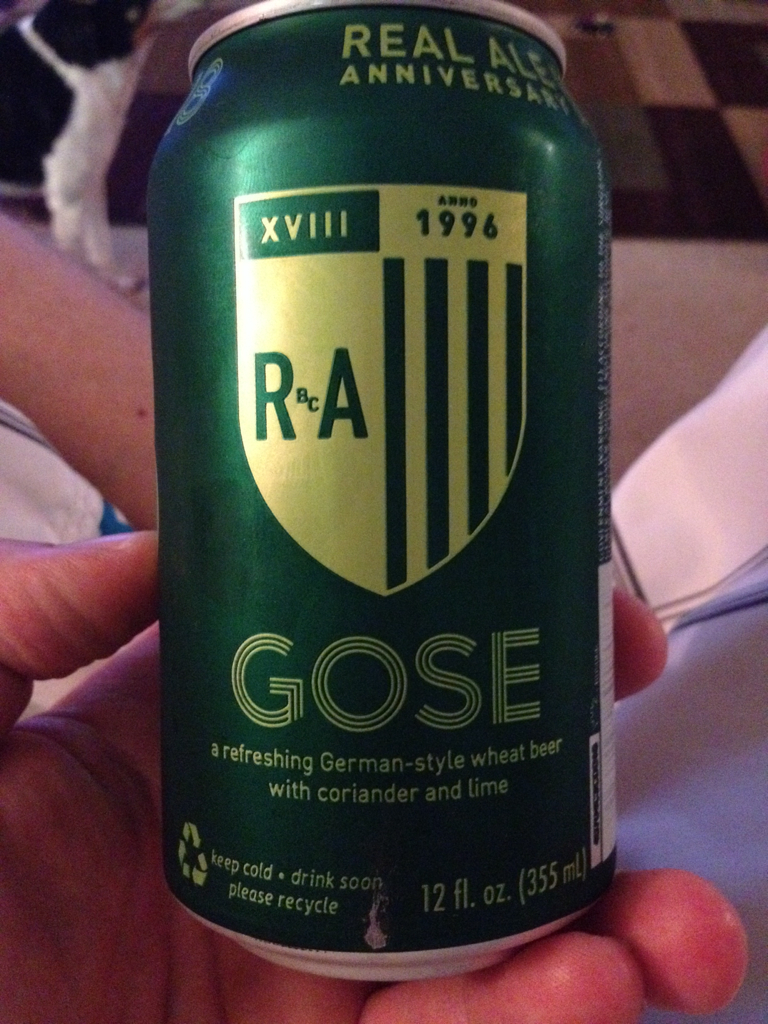 REAL ALE
ANNIVERSARY
XVIII
ANNO
1996
R BC A
GOSE
a refreshing German-style wheat beer
with coriander and lime
keep cold • drink soon
please recycle
12 fl. oz. (355 mL)